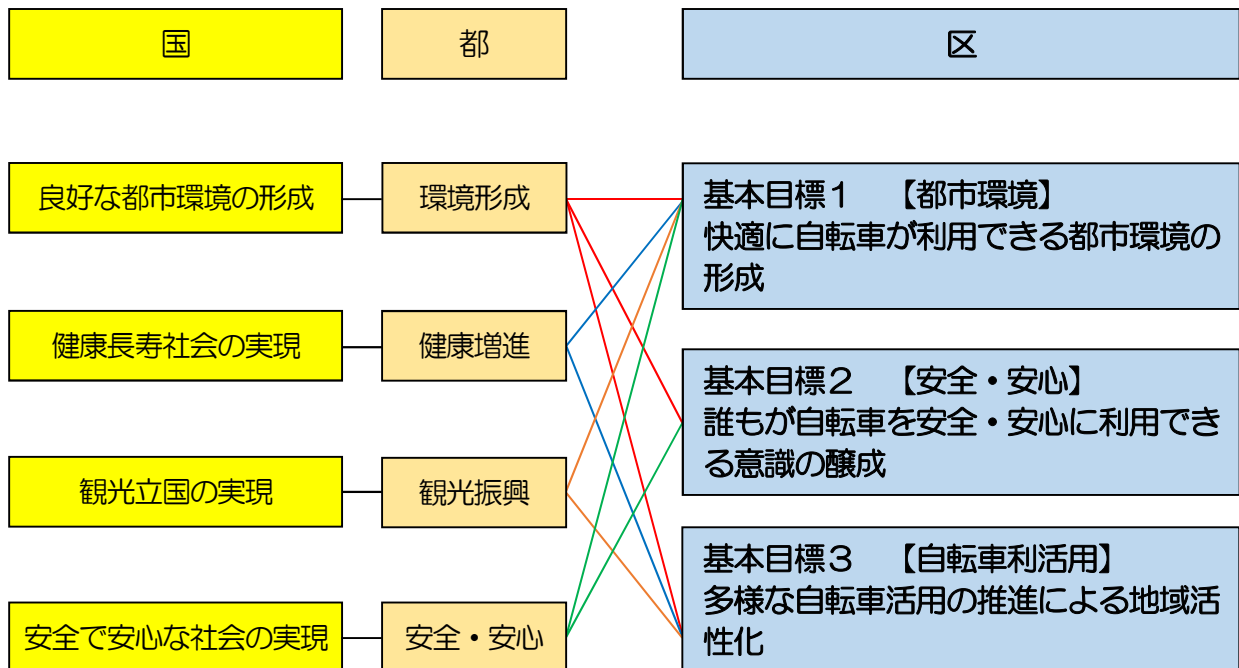 国
都
区
良好な都市環境の形成
環境形成
基本目標１　【都市環境】
快適に自転車が利用できる都市環境の
形成
健康長寿社会の実現
健康増進
基本目標２　【安全・安心】
誰もが自転車を安全・安心に利用でき
る意識の醸成
観光立国の実現
観光振興
基本目標３　【自転車利活用】
多様な自転車活用の推進による地域活
性化
安全で安心な社会の実現
安全・安心